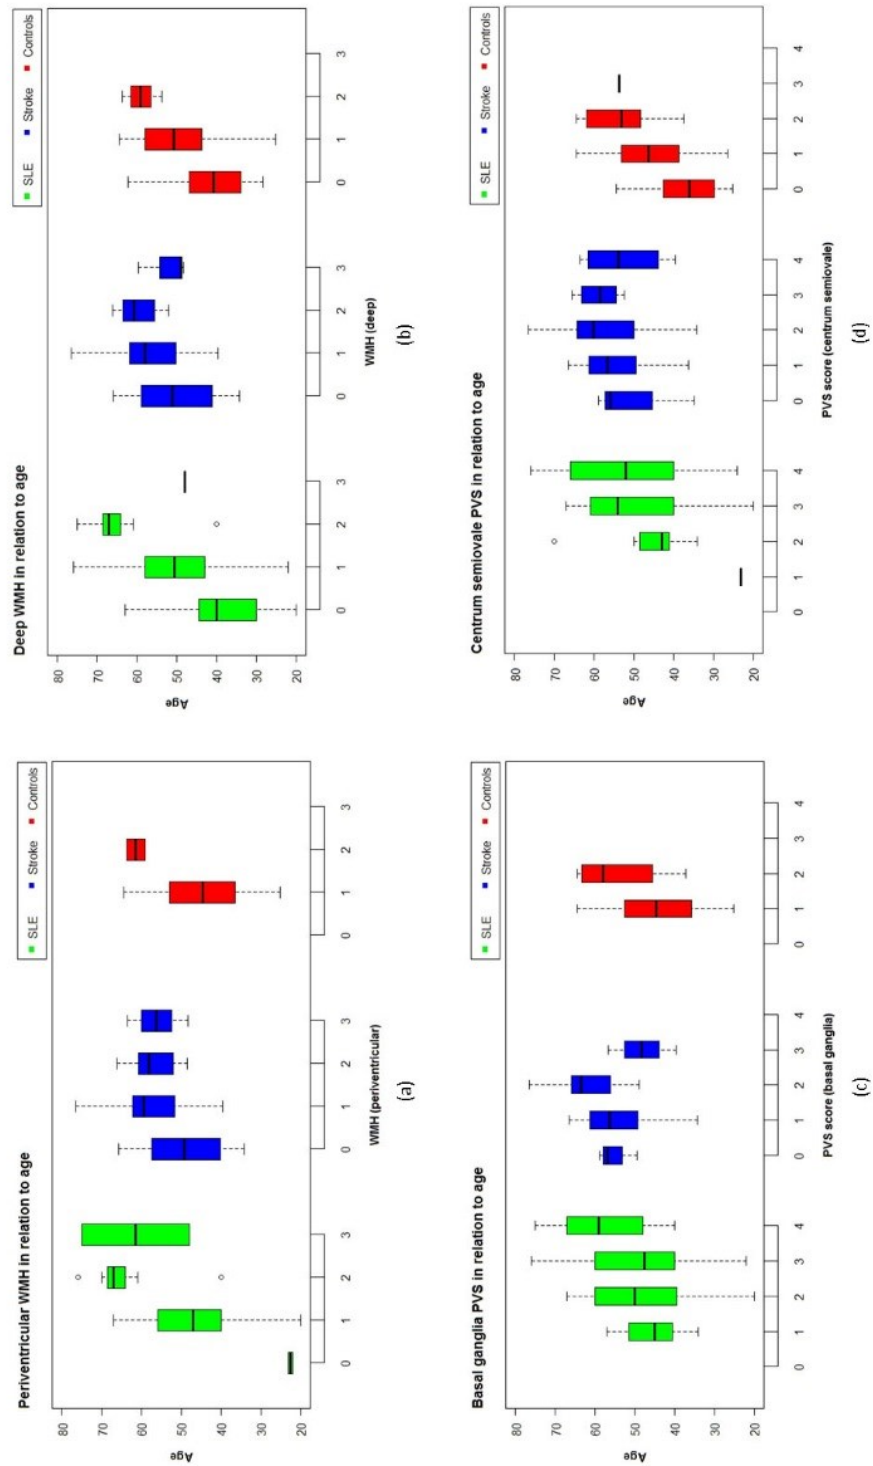 Periventricular WMH in relation to age
SLE Stroke Controls
80
70
60
50
40
30
20
Age
0 1 2 3 0 1 2 3 0 1 2 3
WMH (periventricular)
(a)
Deep WMH in relation to age
SLE Stroke Controls
80
70
60
50
40
30
20
Age
0 1 2 3 0 1 2 3 0 1 2 3
WMH (deep)
(b)
Basal ganglia PVS in relation to age
SLE Stroke Controls
80
70
60
50
40
30
20
Age
0 1 2 3 4 0 1 2 3 4 0 1 2 3 4
PVS score (basal ganglia)
(c)
Centrum semiovale PVS in relation to age
SLE Stroke Controls
80
70
60
50
40
30
20
Age
0 1 2 3 4 0 1 2 3 4 0 1 2 3 4
PVS score (centrum semiovale)
(d)